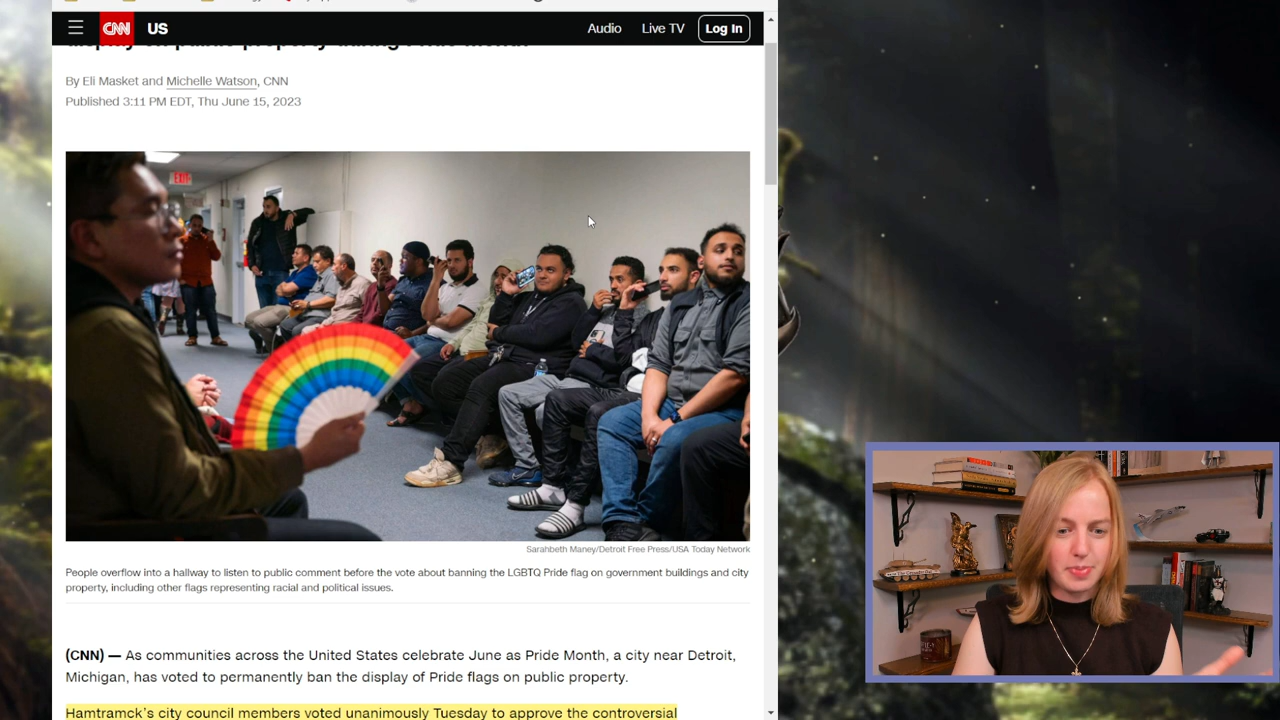 CNN
US
Audio
Live TV
Log In
By Eli Masket and Michelle Watson, CNN
Published 3:11 PM EDT, Thu June 15, 2023
EXIT
Sarahbeth Maney/Detroit Free Press/USA Today Network
People overflow into a hallway to listen to public comment before the vote about banning the LGBTQ Pride flag on government buildings and city
property, including other flags representing racial and political issues.
(CNN) — As communities across the United States celebrate June as Pride Month, a city near Detroit,
Michigan, has voted to permanently ban the display of Pride flags on public property.
Hamtramck's city council members voted unanimously Tuesday to approve the controversial